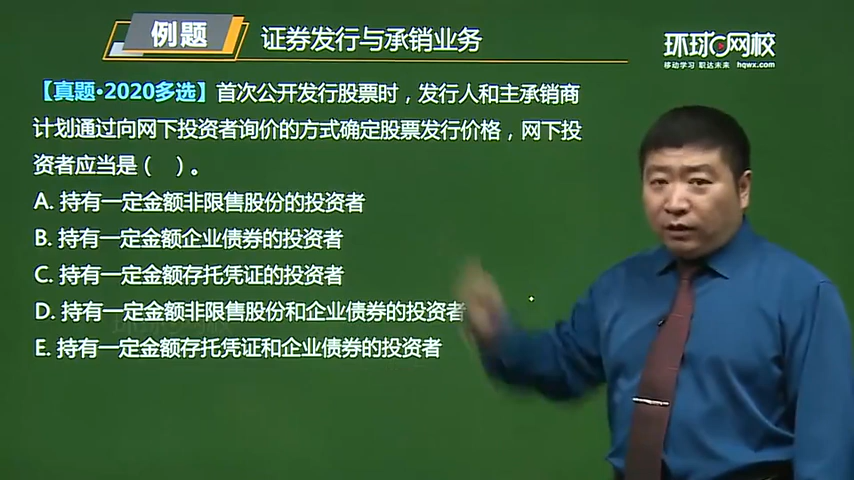 例题
证券发行与承销业务
环球网校
移动学习 职达未来 hqwx.com
【真题·2020多选】首次公开发行股票时，发行人和主承销商
计划通过向网下投资者询价的方式确定股票发行价格，网下投
资者应当是（ ）。
A. 持有一定金额非限售股份的投资者
B. 持有一定金额企业债券的投资者
C. 持有一定金额存托凭证的投资者
D. 持有一定金额非限售股份和企业债券的投资者
E. 持有一定金额存托凭证和企业债券的投资者